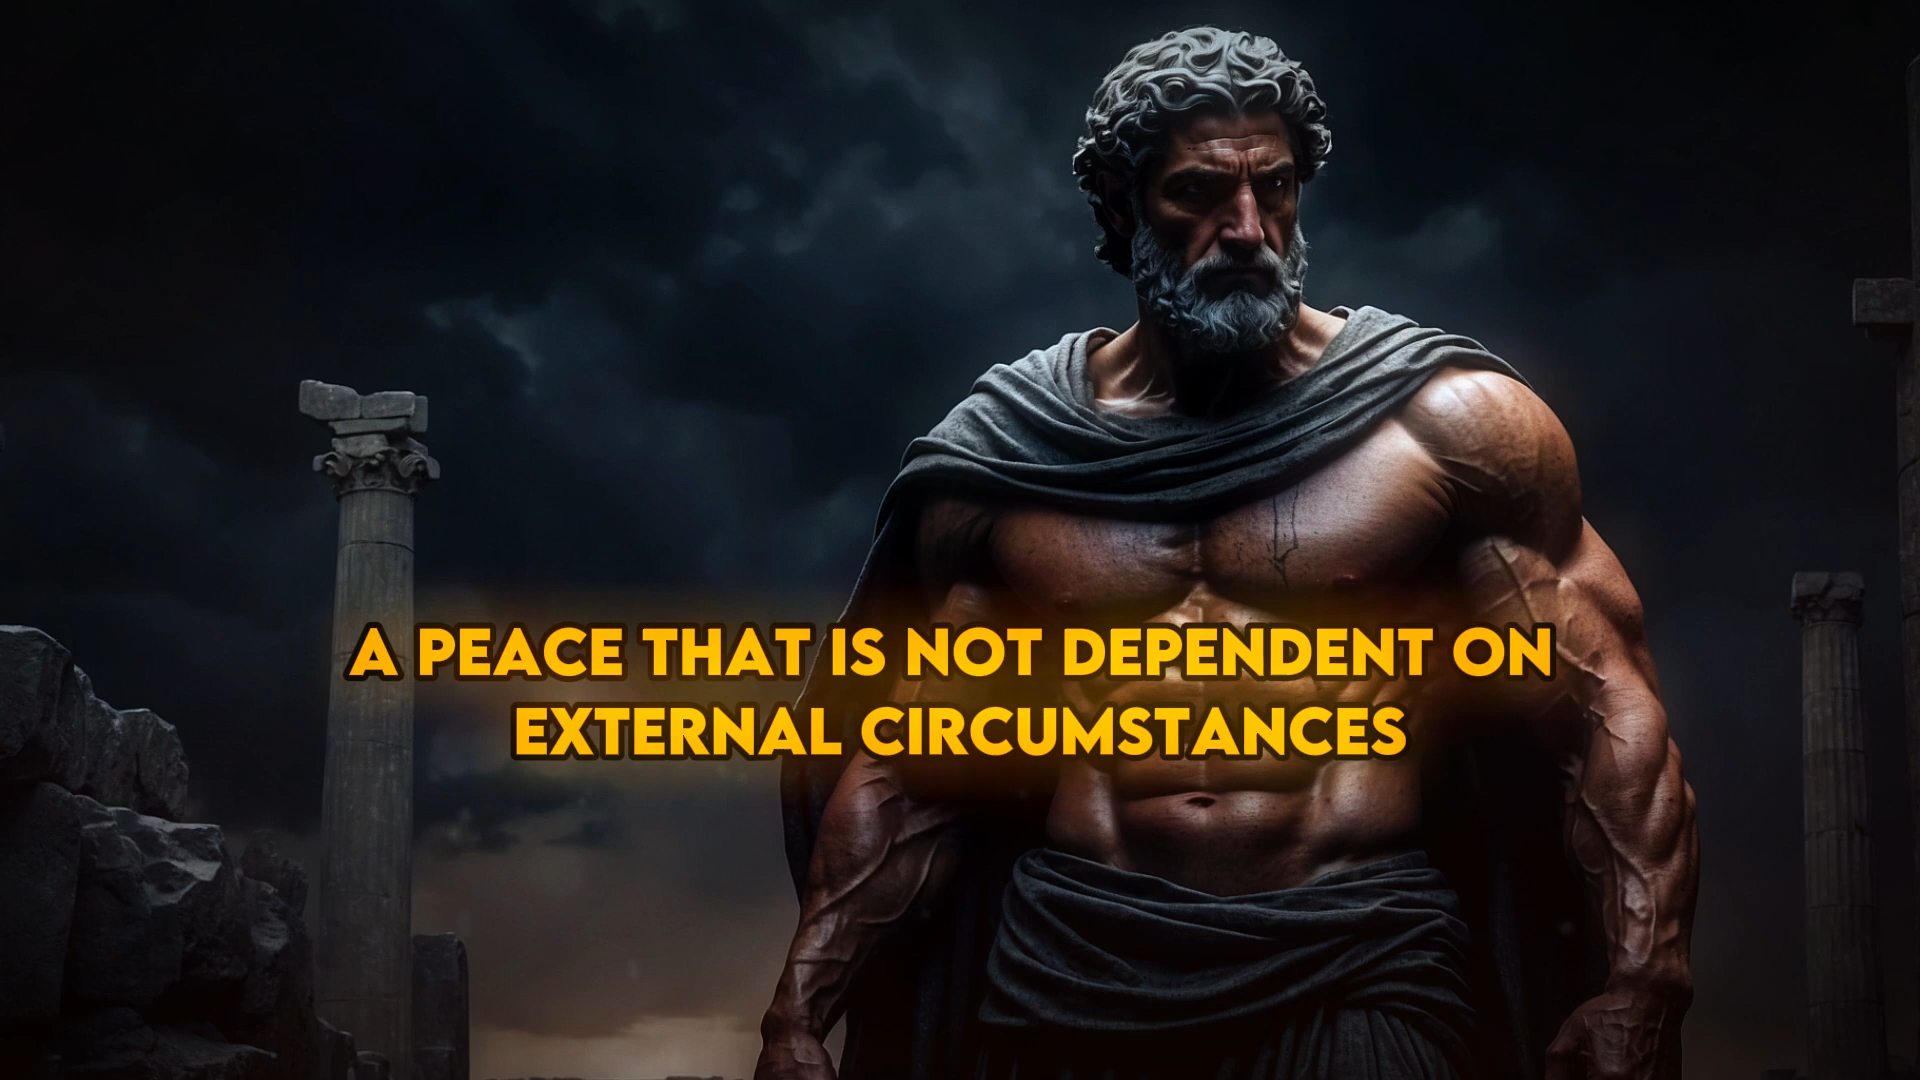 A PEACE THAT IS NOT DEPENDENT ON
EXTERNAL CIRCUMSTANCES